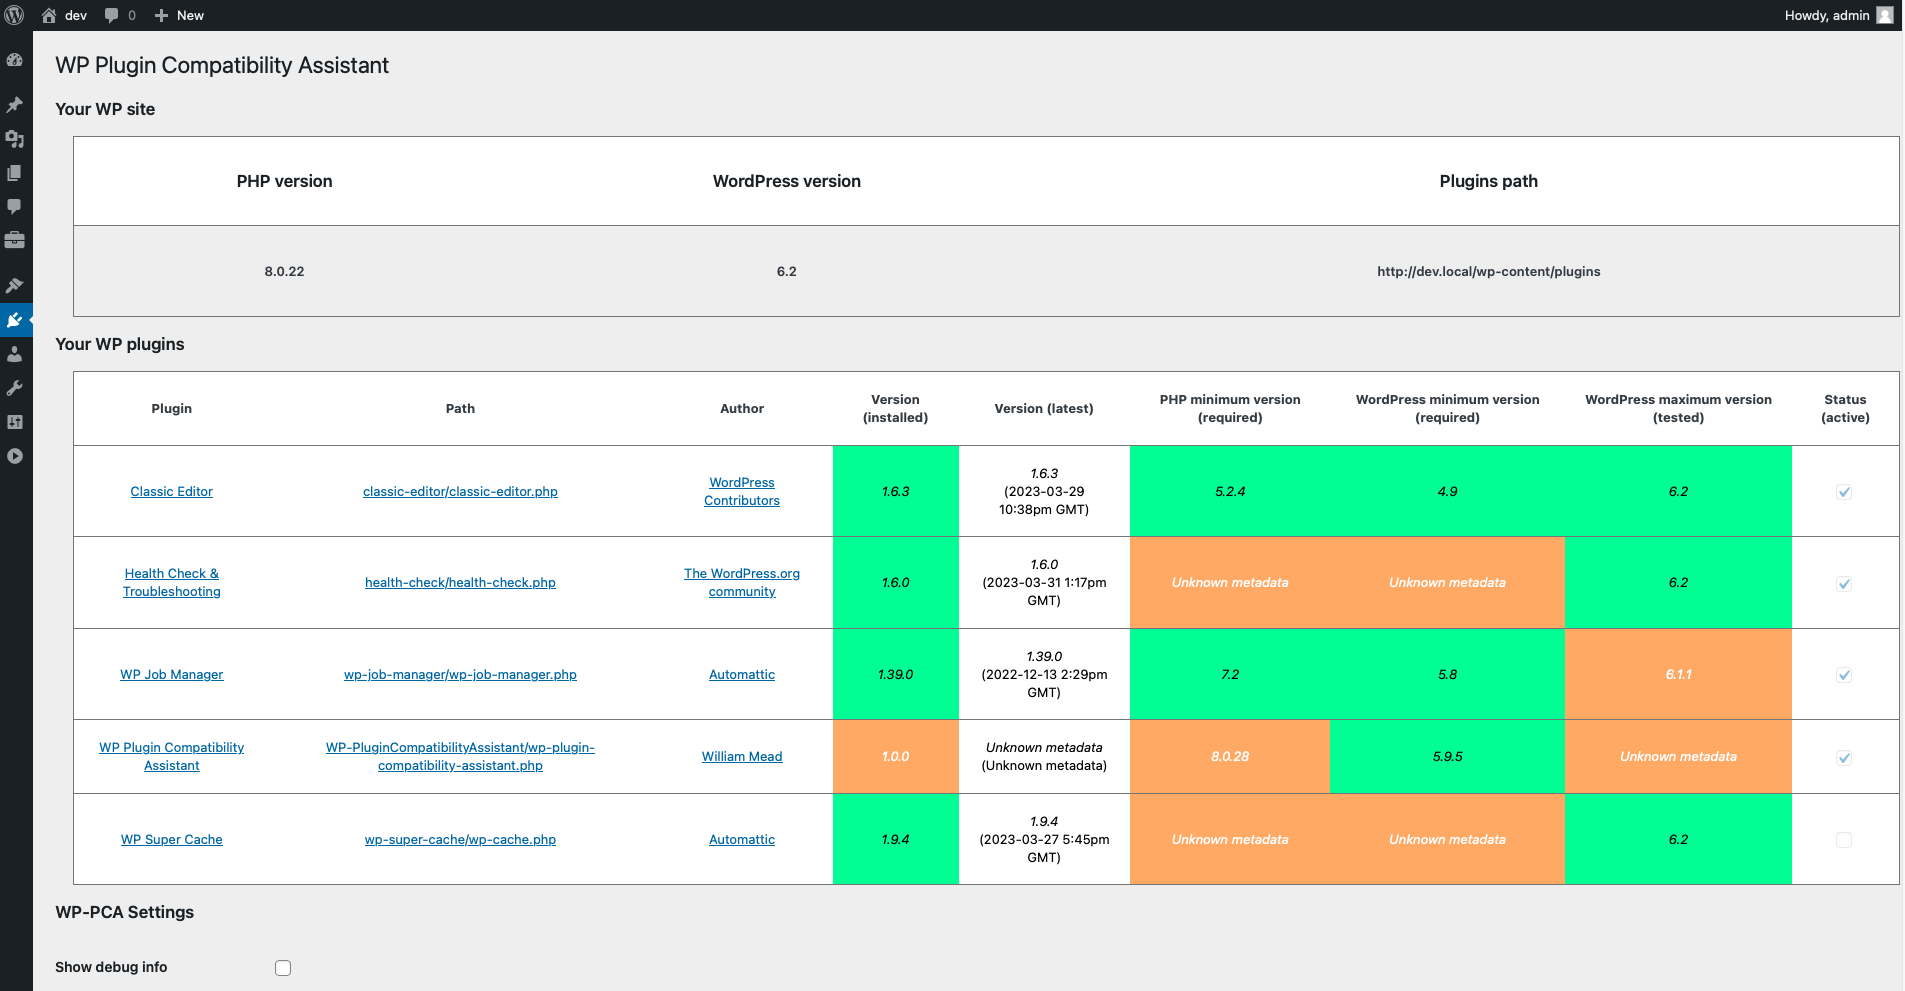 dev
0
New
Howdy, admin
WP Plugin Compatibility Assistant
Your WP site
PHP version
WordPress version
Plugins path
8.0.22
6.2
http://dev.local/wp-content/plugins
Your WP plugins
Plugin
Path
Author
Version
(installed)
Version (latest)
PHP minimum version
(required)
WordPress minimum version
(required)
WordPress maximum version
(tested)
Status
(active)
Classic Editor
classic-editor/classic-editor.php
WordPress
Contributors
1.6.3
1.6.3
(2023-03-29
10:38pm GMT)
5.2.4
4.9
6.2
Health Check &
Troubleshooting
health-check/health-check.php
The WordPress.org
community
1.6.0
1.6.0
(2023-03-31 1:17pm
GMT)
Unknown metadata
Unknown metadata
6.2
WP Job Manager
wp-job-manager/wp-job-manager.php
Automattic
1.39.0
1.39.0
(2022-12-13 2:29pm
GMT)
7.2
5.8
6.1.1
WP Plugin Compatibility
Assistant
WP-PluginCompatibilityAssistant/wp-plugin-
compatibility-assistant.php
William Mead
1.0.0
Unknown metadata
(Unknown metadata)
8.0.28
5.9.5
Unknown metadata
WP Super Cache
wp-super-cache/wp-cache.php
Automattic
1.9.4
1.9.4
(2023-03-27 5:45pm
GMT)
Unknown metadata
Unknown metadata
6.2
WP-PCA Settings
Show debug info